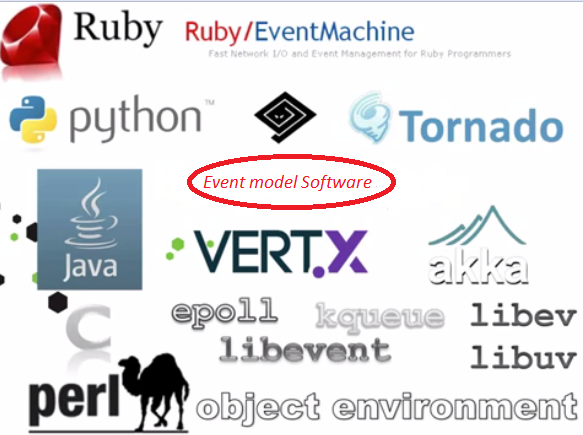 Ruby Ruby/EventMachine
Fast Network I/O and Event Management for Ruby Programmers
python™ Tornado
Event model Software
Java VERT.X akka
C epoll kqueue libev
libevent libuv
perl object environment